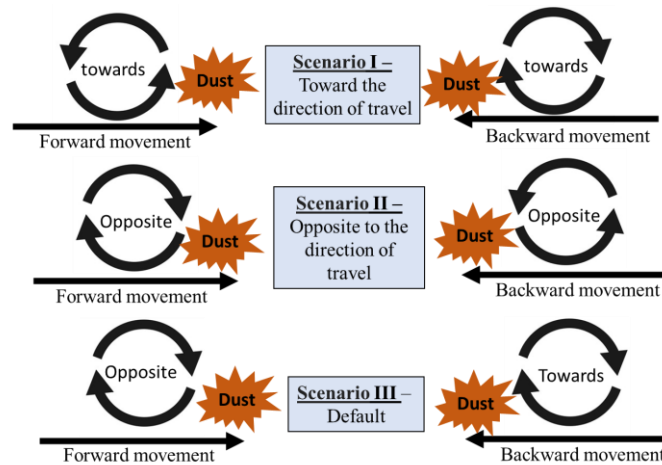 towards
Dust
Scenario I –
Toward the
direction of travel
Dust
towards
Forward movement
Backward movement
Opposite
Dust
Scenario II –
Opposite to the
direction of
travel
Dust
Opposite
Forward movement
Backward movement
Opposite
Dust
Scenario III –
Default
Dust
Towards
Forward movement
Backward movement